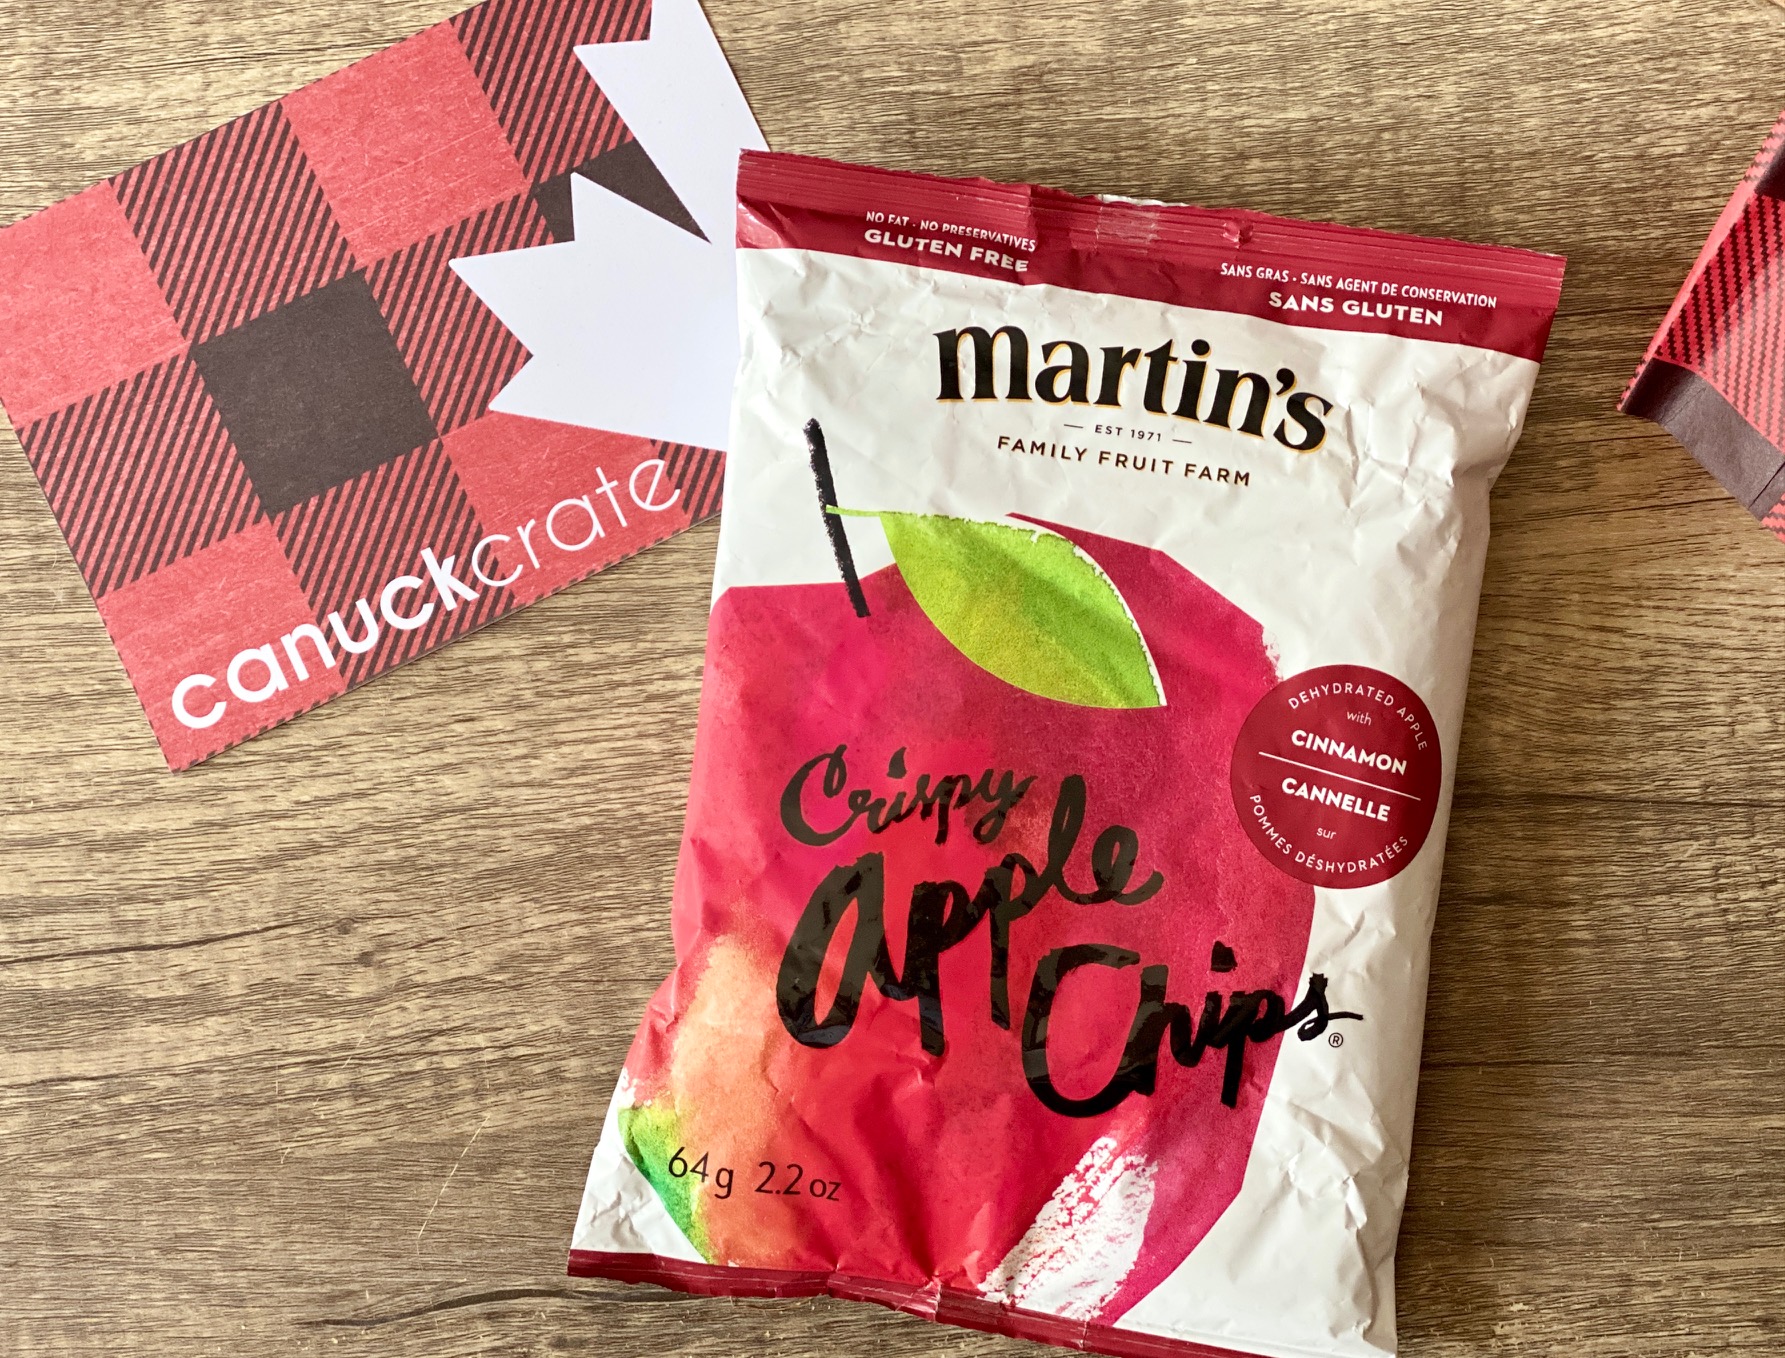 canuckcrate
NO FAT · NO PRESERVATIVES
GLUTEN FREE
SANS GRAS · SANS AGENT DE CONSERVATION
SANS GLUTEN
martin's
EST 1971
FAMILY FRUIT FARM
DEHYDRATED APPLE
with
CINNAMON
CANNELLE
sur
POMMES DÉSHYDRATÉES
Crispy
Apple
Chips®
64g 2.2 oz